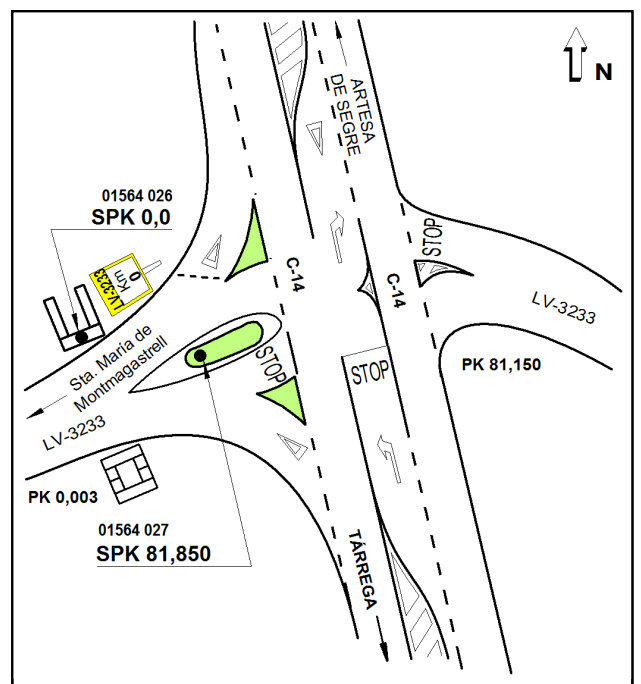 N
ARTESA
DE SEGRE
01564 026
SPK 0,0
LV-3233
Km
0
C-14
C-14
STOP
LV-3233
Sta. María de
Montmagastrell
STOP
STOP
PK 81,150
LV-3233
PK 0,003
01564 027
SPK 81,850
TÁRREGA